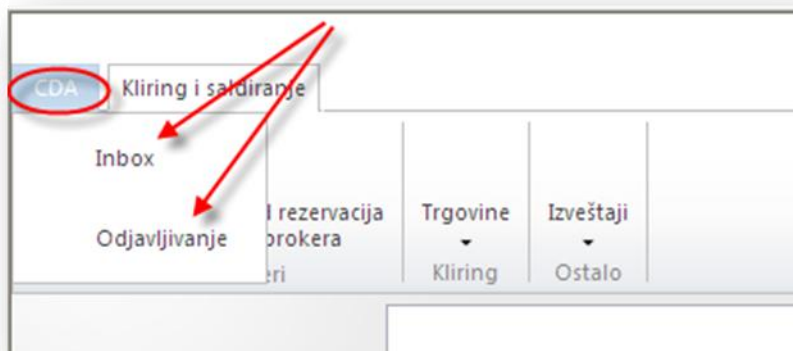 CDA Kliring i saldiranje
Inbox
rezervacija Trgovine Izveštaji
Odjavljivanje brokera
eri Kliring Ostalo